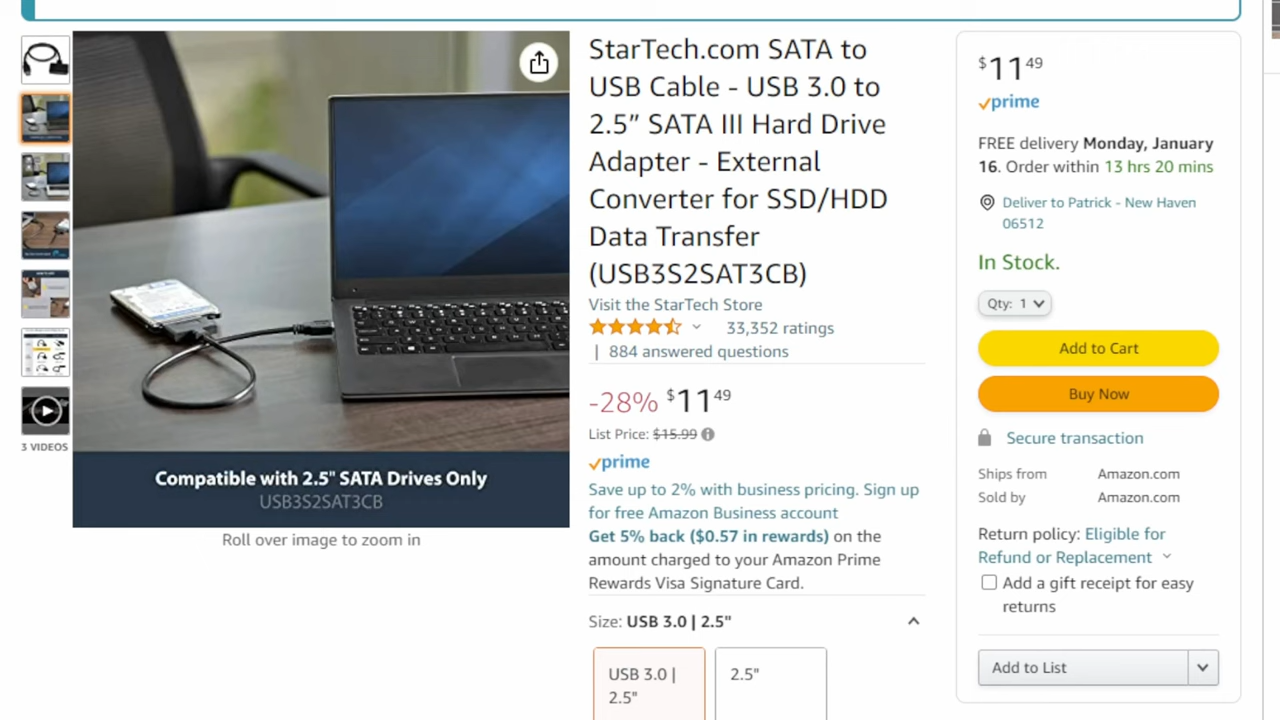 3 VIDEOS
Compatible with 2.5" SATA Drives Only
USB3S2SAT3CB
Roll over image to zoom in
StarTech.com SATA to
USB Cable - USB 3.0 to
2.5″ SATA III Hard Drive
Adapter - External
Converter for SSD/HDD
Data Transfer
(USB3S2SAT3CB)
Visit the StarTech Store
33,352 ratings
| 884 answered questions
-28% $11 49
List Price: $15.99
prime
Save up to 2% with business pricing. Sign up
for free Amazon Business account
Get 5% back ($0.57 in rewards) on the
amount charged to your Amazon Prime
Rewards Visa Signature Card.
Size: USB 3.0 | 2.5"
USB 3.0 |
2.5"
2.5"
$11 49
prime
FREE delivery Monday, January
16. Order within 13 hrs 20 mins
Deliver to Patrick - New Haven
06512
In Stock.
Qty: 1
Add to Cart
Buy Now
Secure transaction
Ships from Amazon.com
Sold by Amazon.com
Return policy: Eligible for
Refund or Replacement
Add a gift receipt for easy
returns
Add to List